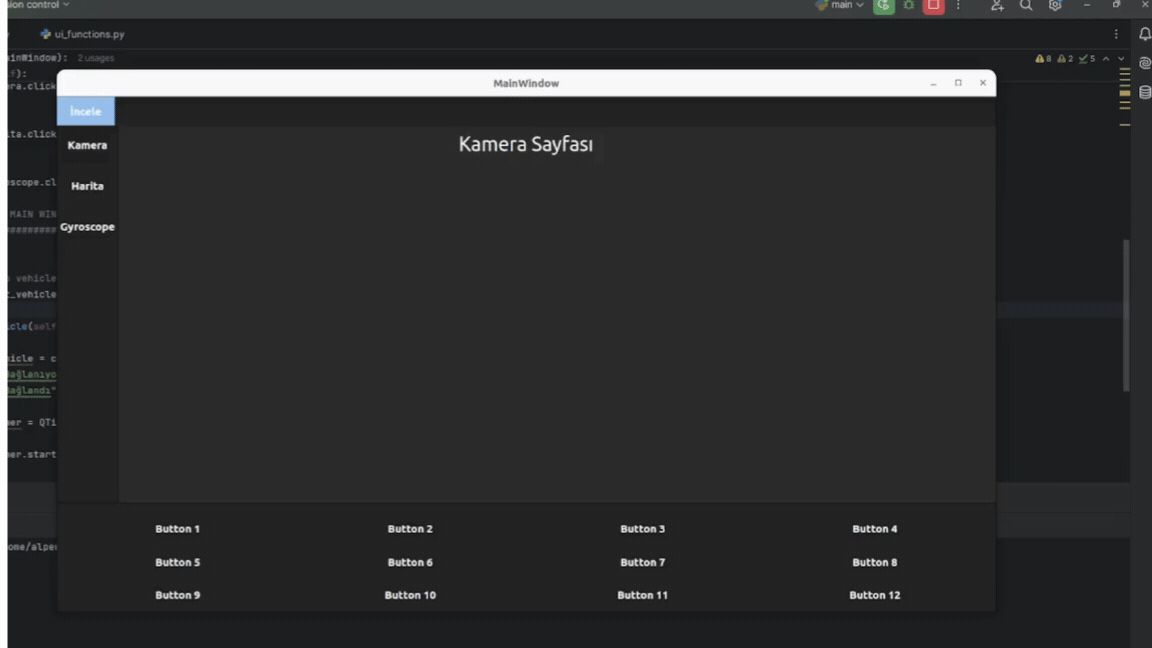 sion control
main
ui_functions.py
ainWindow): 2 usages
8 2 5
MainWindow
İncele
Kamera
Harita
Gyroscope
Kamera Sayfası
ra.click
ita.click
nscope.cl
MAIN WIN
#########
vehicle
t_vehicle
icle(self
hicle = c
Bağlanıyo
Bağlandı"
mer = QTi
mer.start
ome/alper
Button 1 Button 2 Button 3 Button 4
Button 5 Button 6 Button 7 Button 8
Button 9 Button 10 Button 11 Button 12